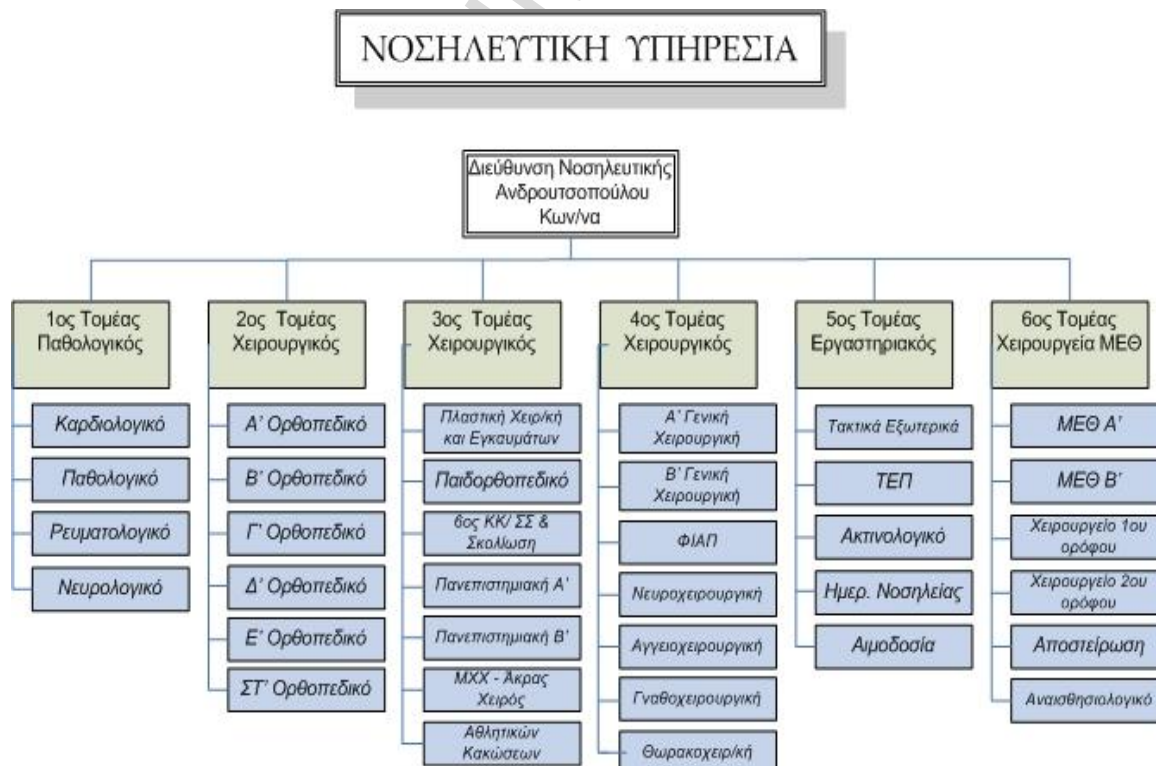 ΝΟΣΗΛΕΥΤΙΚΗ ΥΠΗΡΕΣΙΑ
Διεύθυνση Νοσηλευτικής
Ανδρουτσοπούλου
Κων/να
1ος Τομέας
Παθολογικός
Καρδιολογικό
Παθολογικό
Ρευματολογικό
Νευρολογικό
2ος Τομέας
Χειρουργικός
Α' Ορθοπεδικό
Β' Ορθοπεδικό
Γ' Ορθοπεδικό
Δ' Ορθοπεδικό
Ε' Ορθοπεδικό
ΣΤ' Ορθοπεδικό
3ος Τομέας
Χειρουργικός
Πλαστική Χειρ/κή
και Εγκαυμάτων
Παιδορθοπεδικό
6ος ΚΚ/ ΣΣ &
Σκολίωση
Πανεπιστημιακή Α'
Πανεπιστημιακή Β'
ΜΧΧ - Άκρας
Χειρός
Αθλητικών
Κακώσεων
4ος Τομέας
Χειρουργικός
Α' Γενική
Χειρουργική
Β' Γενική
Χειρουργική
ΦΙΑΠ
Νευροχειρουργική
Αγγειοχειρουργική
Γναθοχειρουργική
Θωρακοχειρ/κή
5ος Τομέας
Εργαστηριακός
Τακτικά Εξωτερικά
ΤΕΠ
Ακτινολογικό
Ημερ. Νοσηλείας
Αιμοδοσία
6ος Τομέας
Χειρουργεία ΜΕΘ
ΜΕΘ Α'
ΜΕΘ Β'
Χειρουργείο 1ου
ορόφου
Χειρουργείο 2ου
ορόφου
Αποστείρωση
Αναισθησιολογικό